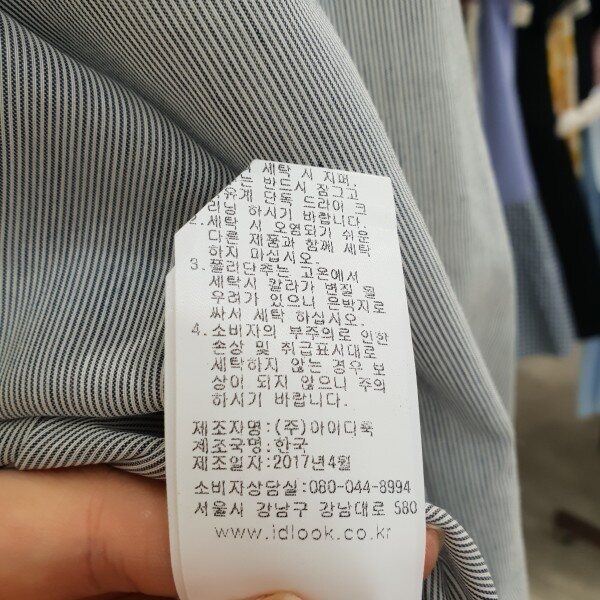 세탁 시 지퍼,
는 반드시 잠그고
유게 단독 드라이 크
리닝 하시기 바랍니다.
2.세탁 시 오염되기 쉬운
다른 제품과 함께 세탁
하지 마십시오.
3.폴리단추는 고온에서
세탁시 칼라가 변질 될
우려가 있으니 은박지로
싸서 세탁 하십시오.
4.소비자의 부주의로 인한
손상 및 취급표시대로
세탁하지 않는 경우 보
상이 되지 않으니 주의
하시기 바랍니다.
제조자명:(주)아이디룩
제조국명:한국
제조일자:2017년4월
소비자상담실:080-044-8994
서울시 강남구 강남대로 580
www.idlook.co.kr